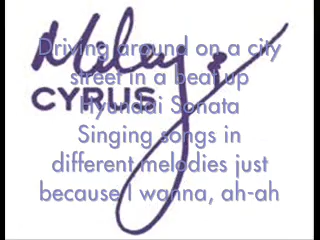 Miley
CYRUS
Driving around on a city
street in a beat up
Hyundai Sonata
Singing songs in
different melodies just
because I wanna, ah-ah